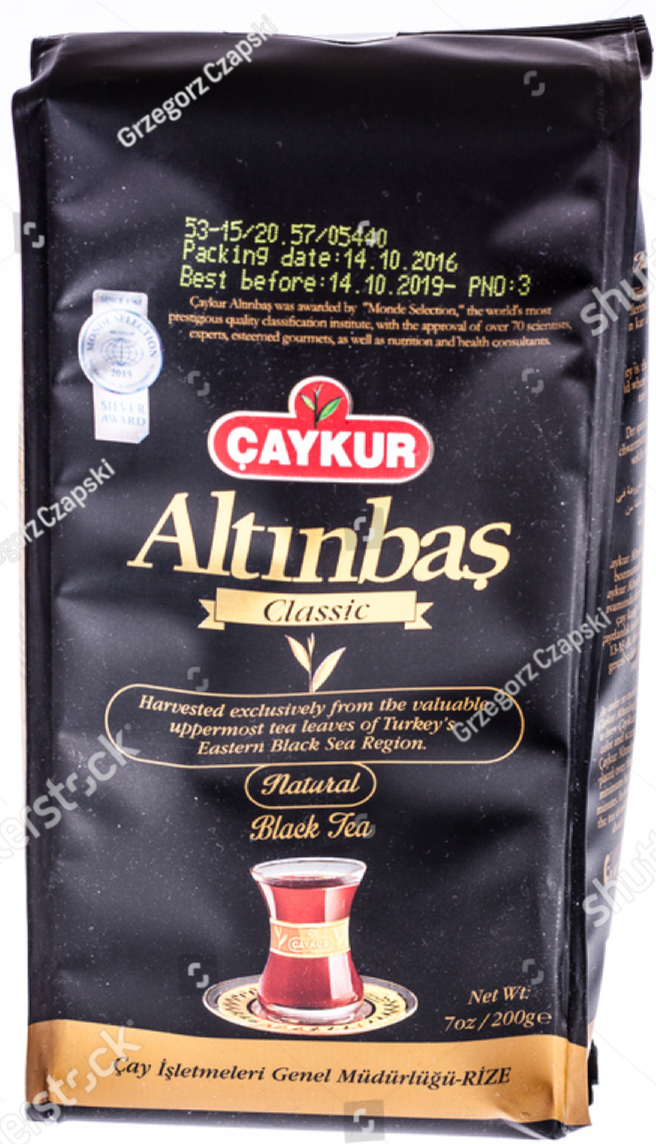 Grzegorz Czapski
53-15/20.57/05440
Packing date:14.10.2016
Best before:14.10.2019- PNO:3
Çaykur Altınbaş was awarded by "Monde Selection," the world's most
prestigious quality classification institute, with the approval of over 70 scientists,
experts, esteemed gourmets, as well as nutrition and health consultants.
SINCE 1961
MONDE SELECTION
2015
SILVER
AWARD
ÇAYKUR
Altınbaş
Classic
Grzegorz Czapski
Harvested exclusively from the valuable
uppermost tea leaves of Turkey's
Eastern Black Sea Region.
Natural
Black Tea
ÇAYKUR
Net Wt:
7oz / 200g e
Çay İşletmeleri Genel Müdürlüğü-RİZE